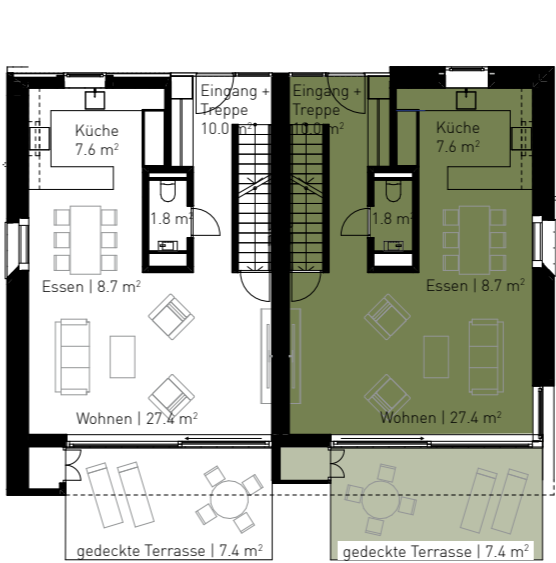 Eingang +
Treppe
10.0 m²
Eingang +
Treppe
10.0 m²
Küche
7.6 m²
Küche
7.6 m²
1.8 m²
1.8 m²
Essen | 8.7 m²
Essen | 8.7 m²
Wohnen | 27.4 m²
Wohnen | 27.4 m²
gedeckte Terrasse | 7.4 m²
gedeckte Terrasse | 7.4 m²